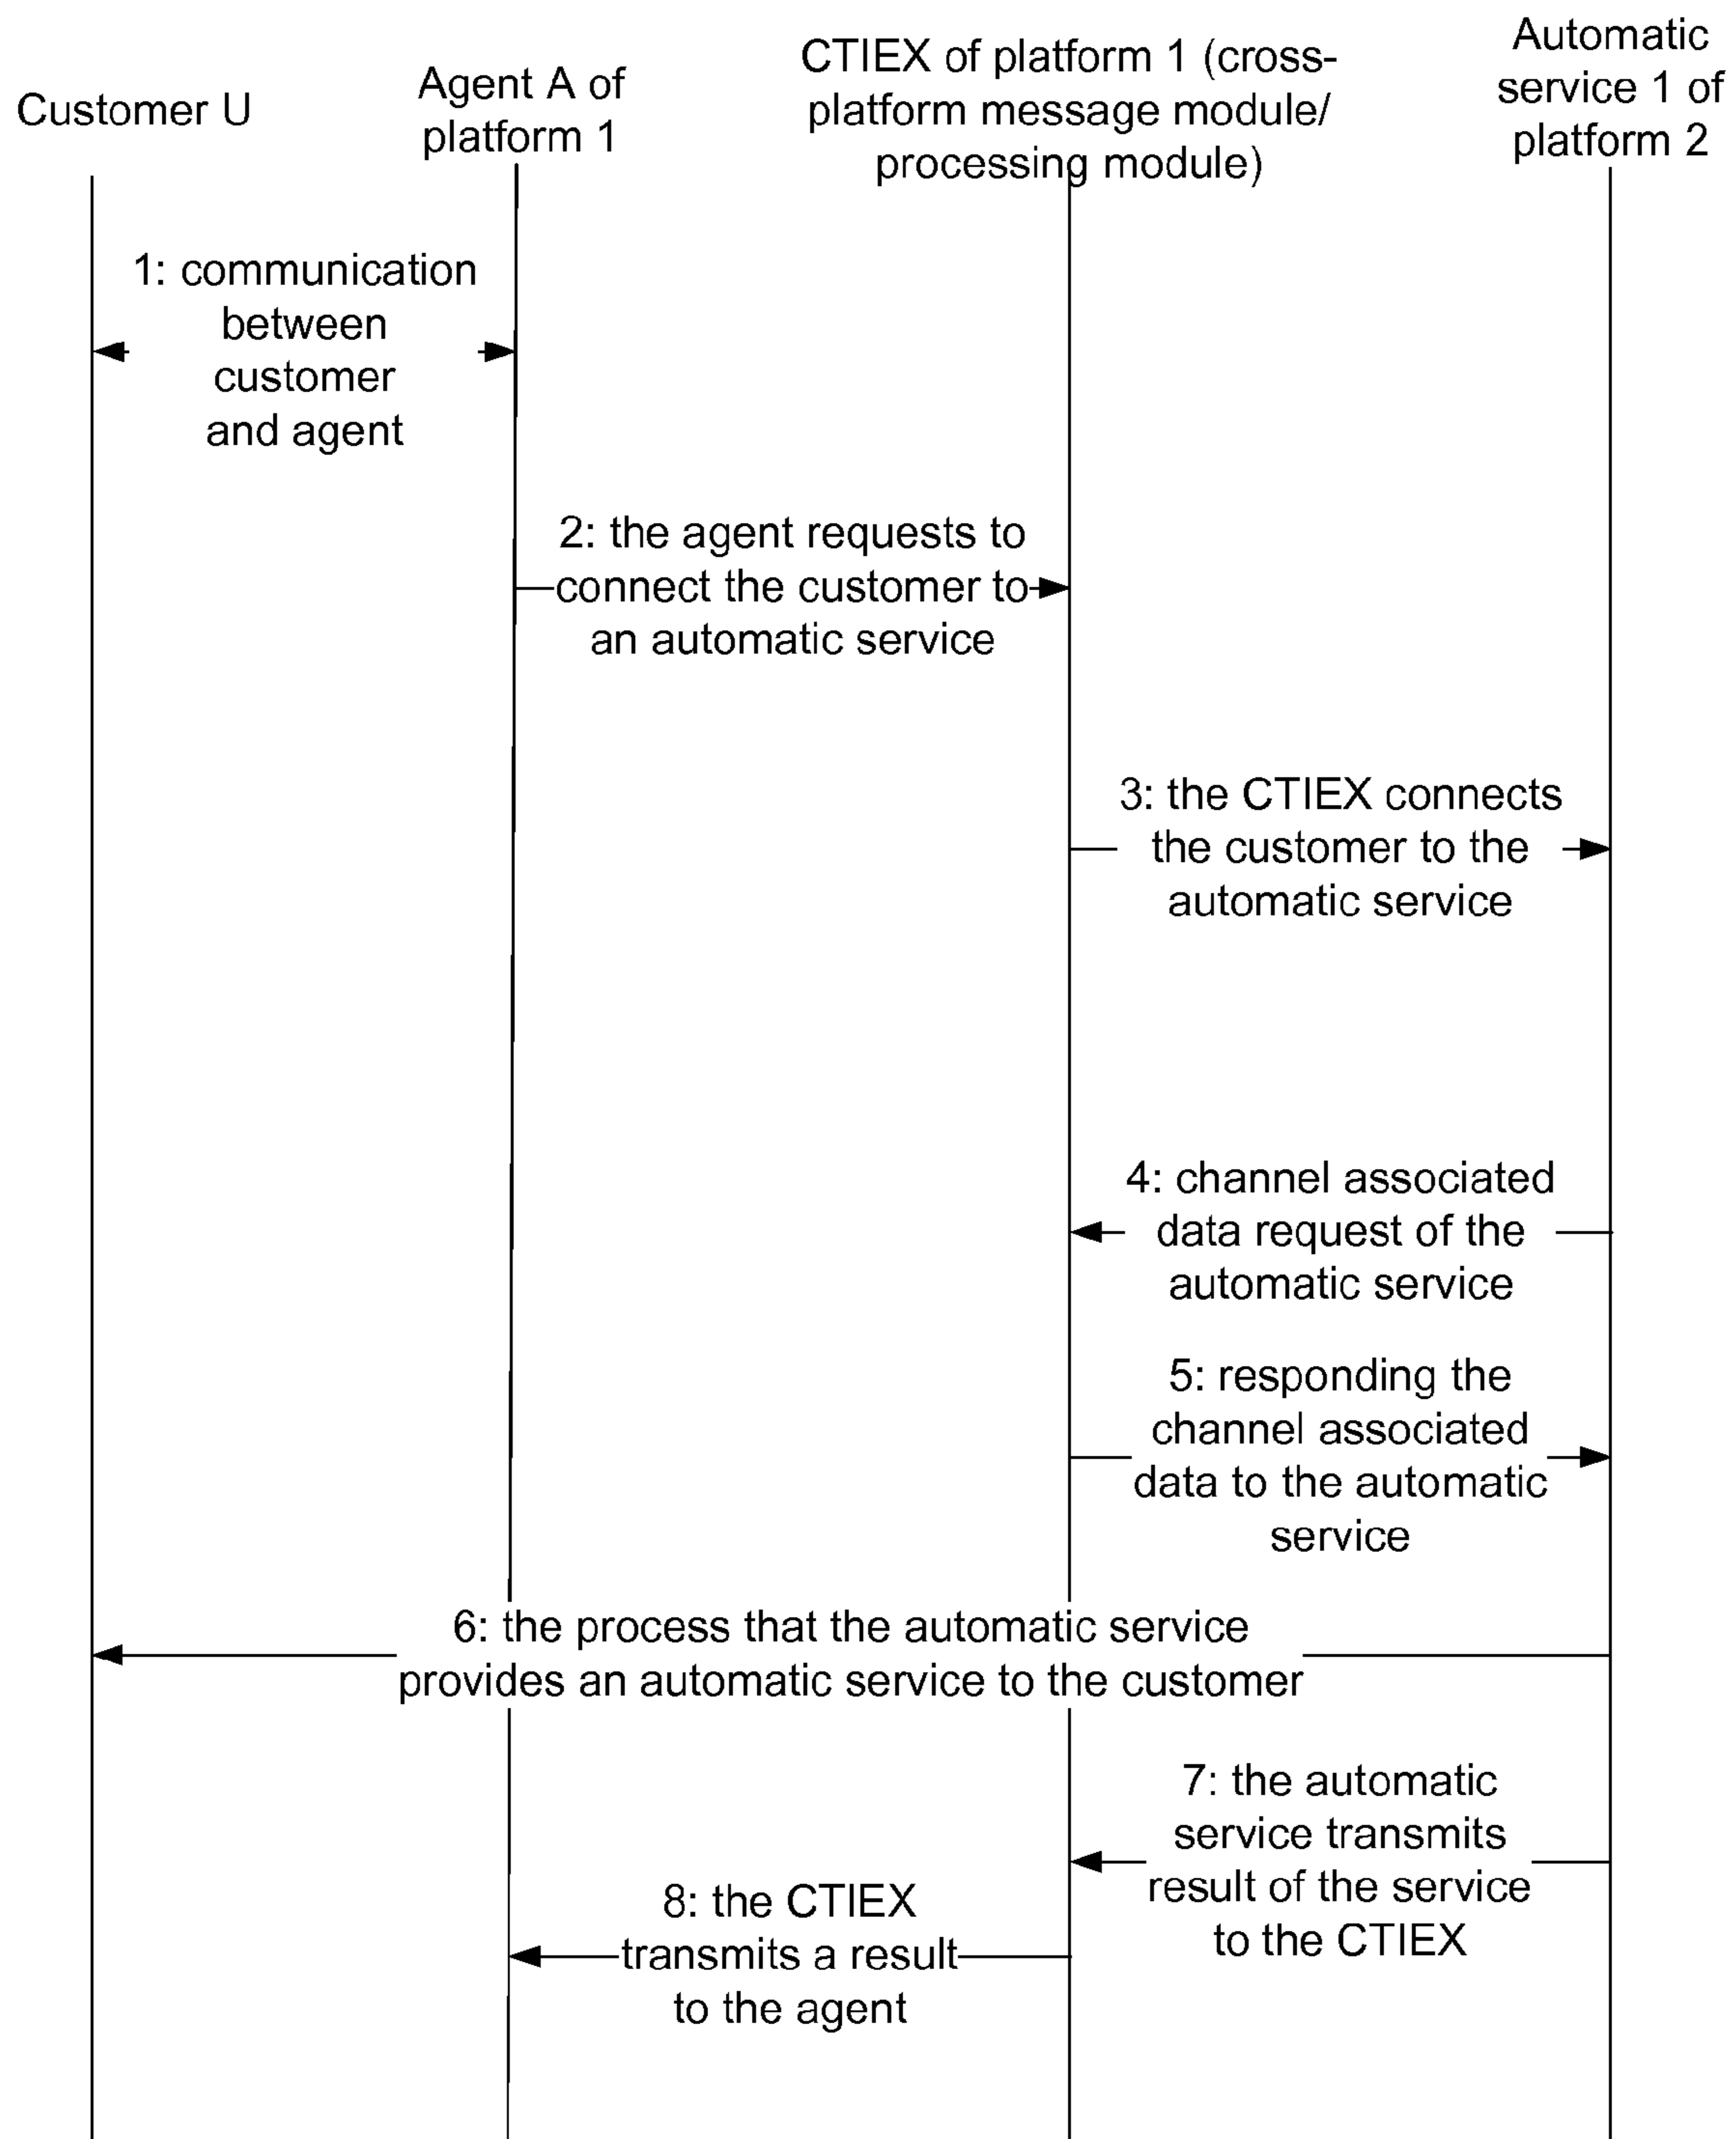 Customer U
Agent A of
platform 1
CTIEX of platform 1 (cross-
platform message module/
processing module)
Automatic
service 1 of
platform 2
1: communication
between
customer
and agent
2: the agent requests to
connect the customer to
an automatic service
3: the CTIEX connects
the customer to the
automatic service
4: channel associated
data request of the
automatic service
5: responding the
channel associated
data to the automatic
service
6: the process that the automatic service
provides an automatic service to the customer
7: the automatic
service transmits
result of the service
to the CTIEX
8: the CTIEX
transmits a result
to the agent